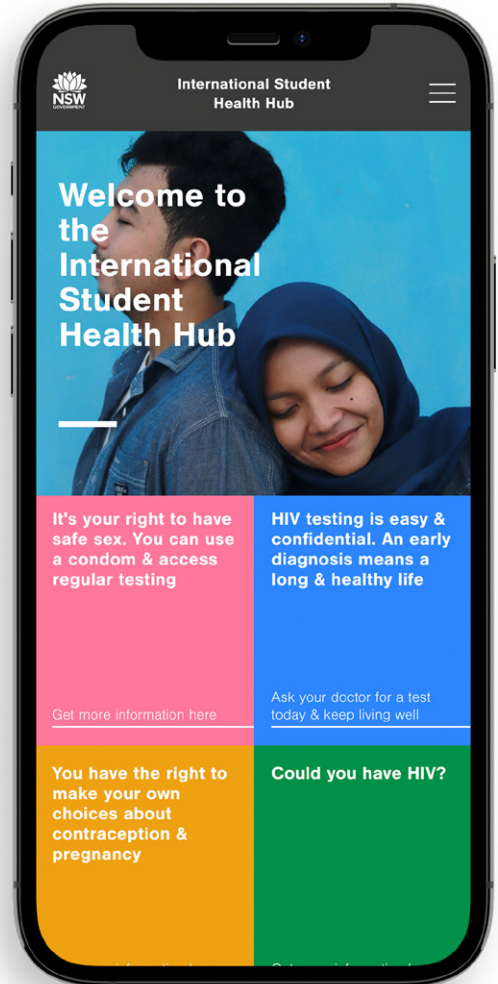 NSW
GOVERNMENT
International Student
Health Hub
Welcome to
the
International
Student
Health Hub
It's your right to have
safe sex. You can use
a condom & access
regular testing
Get more information here
HIV testing is easy &
confidential. An early
diagnosis means a
long & healthy life
Ask your doctor for a test
today & keep living well
You have the right to
make your own
choices about
contraception &
pregnancy
Could you have HIV?